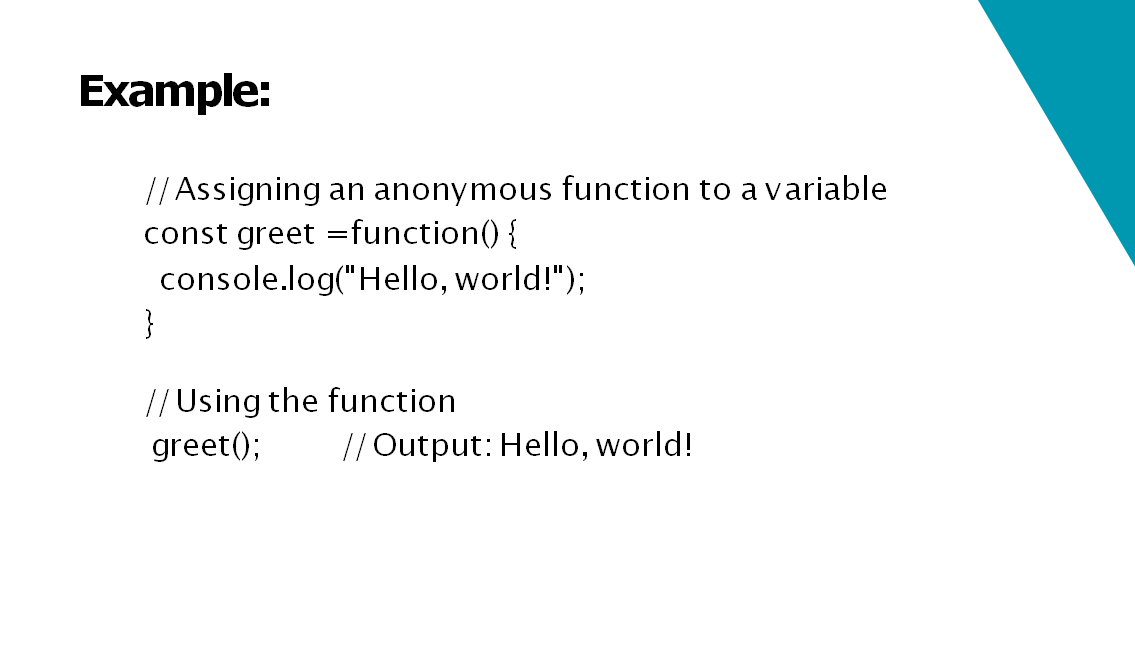 Example:
// Assigning an anonymous function to a variable
const greet =function() {
  console.log("Hello, world!");
}
// Using the function
greet();          // Output: Hello, world!